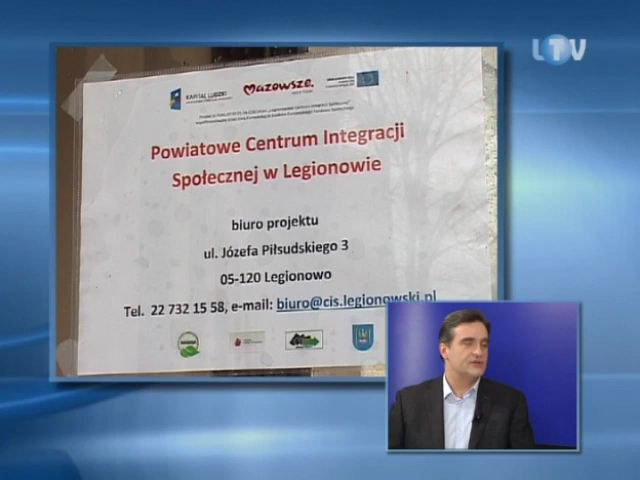 LTV
KAPITAŁ LUDZKI
Mazowsze.
Powiatowe Centrum Integracji
Społecznej w Legionowie
biuro projektu
ul. Józefa Piłsudskiego 3
05-120 Legionowo
Tel. 22 732 15 58, e-mail: biuro@cis.legionowski.pl